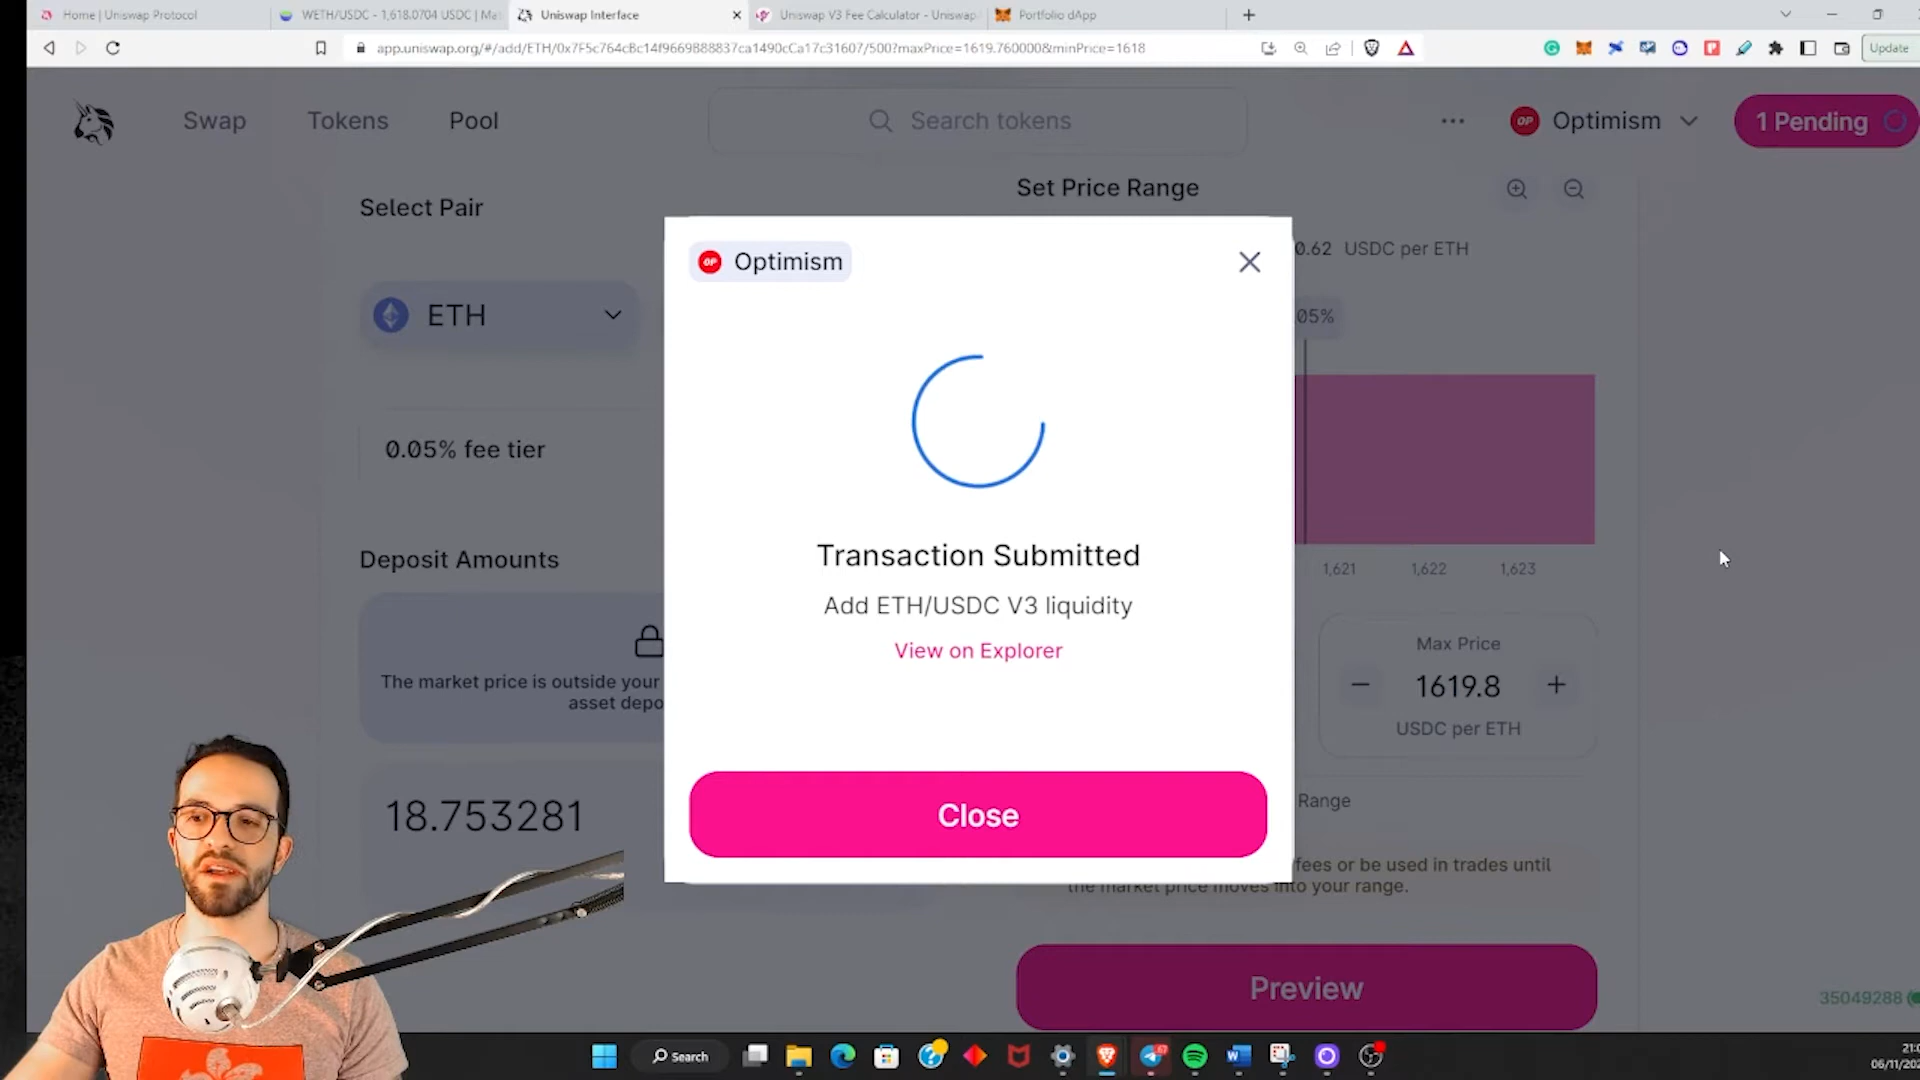 Home | Uniswap Protocol
WETH/USDC - 1,618.0704 USDC | Ma
Uniswap Interface
Uniswap V3 Fee Calculator - Uniswap
Portfolio dApp
app.uniswap.org/#/add/ETH/0x7F5c764cBc14f9669B88837ca1490cCa17c31607/500?maxPrice=1619.760000&minPrice=1618
Update
Swap
Tokens
Pool
Search tokens
Optimism
1 Pending
Select Pair
Set Price Range
0.62 USDC per ETH
Optimism
ETH
05%
0.05% fee tier
Transaction Submitted
Add ETH/USDC V3 liquidity
View on Explorer
1,621
1,622
1,623
Deposit Amounts
The market price is outside your
asset depo
Max Price
1619.8
USDC per ETH
18.753281
Close
Range
fees or be used in trades until
the market price moves into your range.
Preview
35049288
Search
06/11/202